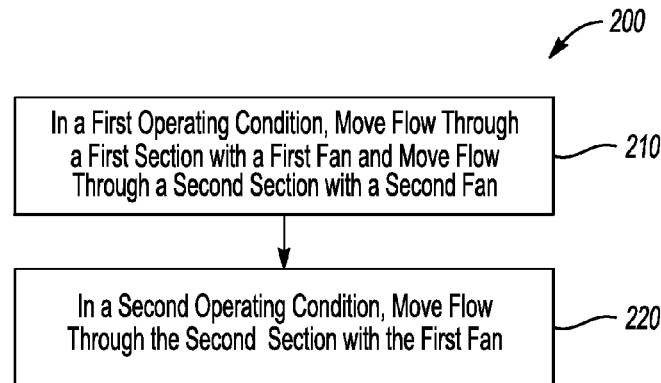 200
In a First Operating Condition, Move Flow Through
a First Section with a First Fan and Move Flow
Through a Second Section with a Second Fan
210
In a Second Operating Condition, Move Flow
Through the Second Section with the First Fan
220